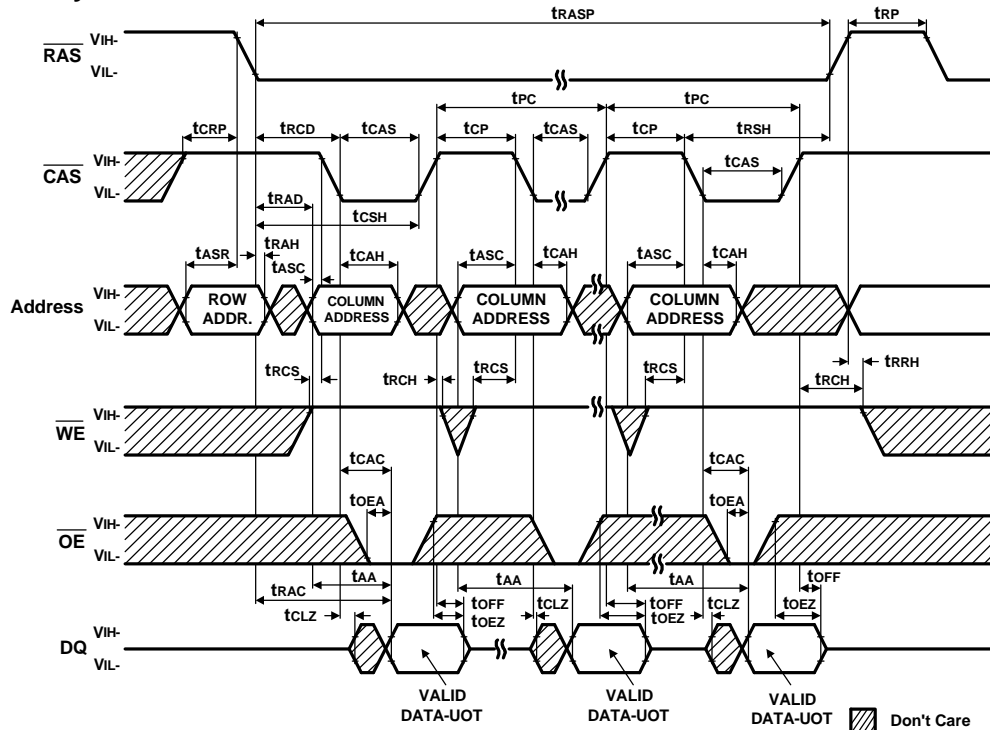 tRASP tRP
RAS VIH-
VIL-
tPC tPC
tCRP tRCD tCAS tCP tCAS tCP tRSH
CAS VIH-
VIL-
tCAS
tRAD
tCSH
tASR tRAH tASC tCAH tASC tCAH tASC tCAH
Address VIH-
VIL-
ROW ADDR.
COLUMN ADDRESS
COLUMN ADDRESS
COLUMN ADDRESS
tRCS tRCH tRCS tRCS tRCH tRRH
WE VIH-
VIL-
tCAC tCAC
tOEA tOEA
OE VIH-
VIL-
tAA tAA tAA tOFF
tRAC tOFF tOFF
tCLZ tOEZ tCLZ tOEZ tCLZ tOEZ
DQ VIH-
VIL-
VALID DATA-UOT
VALID DATA-UOT
VALID DATA-UOT
Don't Care